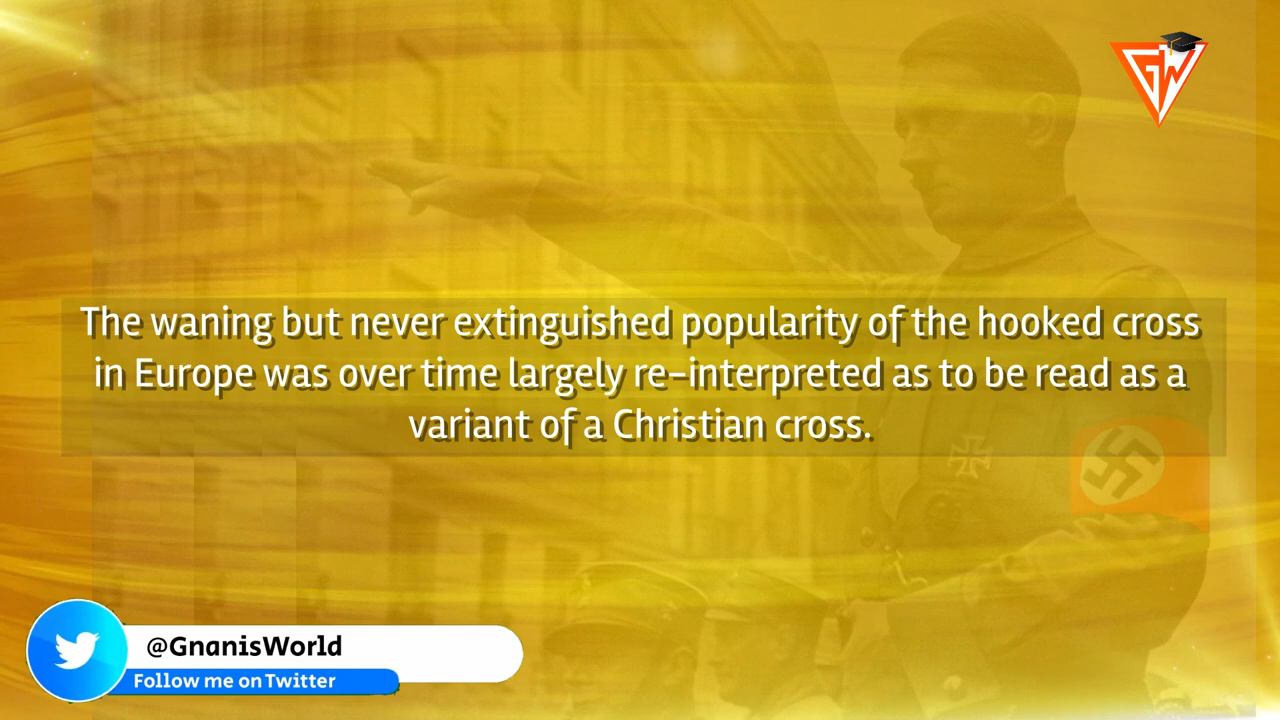 GW
The waning but never extinguished popularity of the hooked cross
in Europe was over time largely re-interpreted as to be read as a
variant of a Christian cross.
@GnanisWorld
Follow me on Twitter